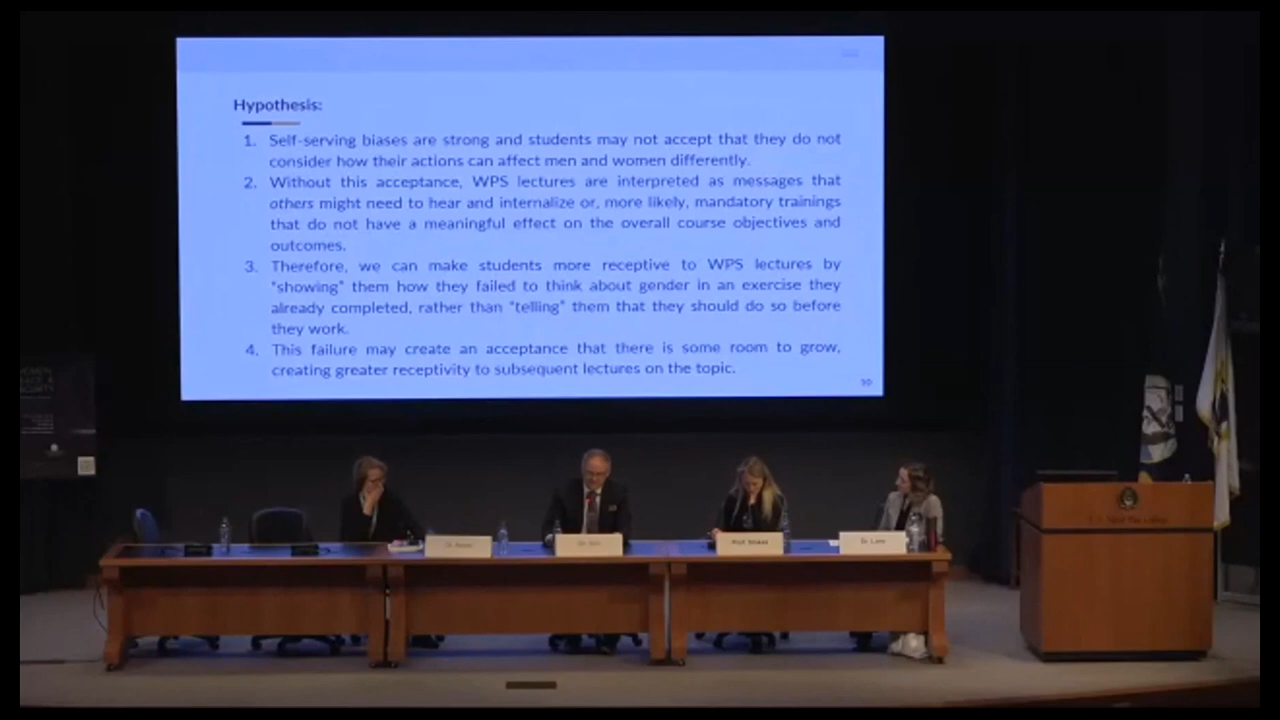 Hypothesis:
1. Self-serving biases are strong and students may not accept that they do not
consider how their actions can affect men and women differently.
2. Without this acceptance, WPS lectures are interpreted as messages that
others might need to hear and internalize or, more likely, mandatory trainings
that do not have a meaningful effect on the overall course objectives and
outcomes.
3. Therefore, we can make students more receptive to WPS lectures by
"showing" them how they failed to think about gender in an exercise they
already completed, rather than "telling" them that they should do so before
they work.
4. This failure may create an acceptance that there is some room to grow,
creating greater receptivity to subsequent lectures on the topic.
10
Dr.
Dr.
Prof.
Dr.